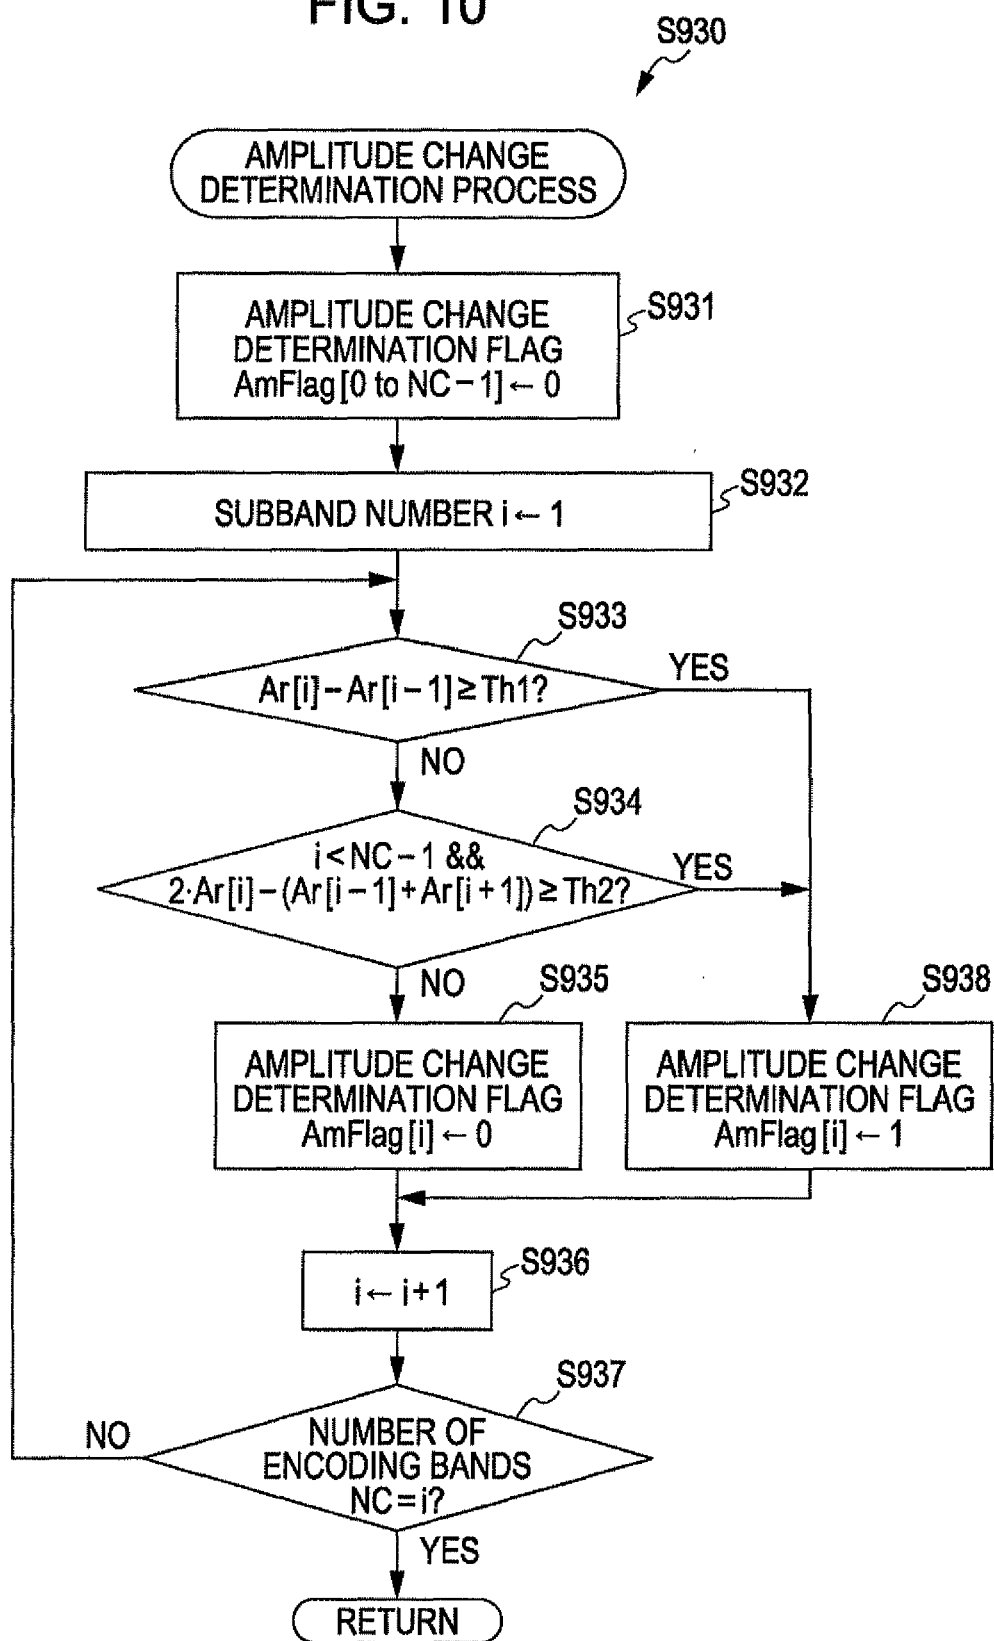 FIG. 10
S930
AMPLITUDE CHANGE
DETERMINATION PROCESS
S931
AMPLITUDE CHANGE
DETERMINATION FLAG
AmFlag[0 to NC-1] ← 0
S932
SUBBAND NUMBER i ← 1
S933
Ar[i]-Ar[i-1] ≥ Th1?
YES
NO
S934
i < NC-1 &&
2·Ar[i]-(Ar[i-1]+Ar[i+1]) ≥ Th2?
YES
NO
S935
AMPLITUDE CHANGE
DETERMINATION FLAG
AmFlag[i] ← 0
S938
AMPLITUDE CHANGE
DETERMINATION FLAG
AmFlag[i] ← 1
S936
i ← i+1
S937
NUMBER OF
ENCODING BANDS
NC = i?
NO
YES
RETURN